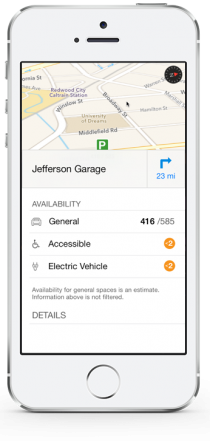 Redwood City
Caltrain Station
Winslow St
Broadway St
Hamilton St
University
of Dreams
Middlefield Rd
P
Jefferson Garage
23 mi
AVAILABILITY
General 416 /585
Accessible <2
Electric Vehicle <2
Availability for general spaces is an estimate.
Information above is not filtered.
DETAILS